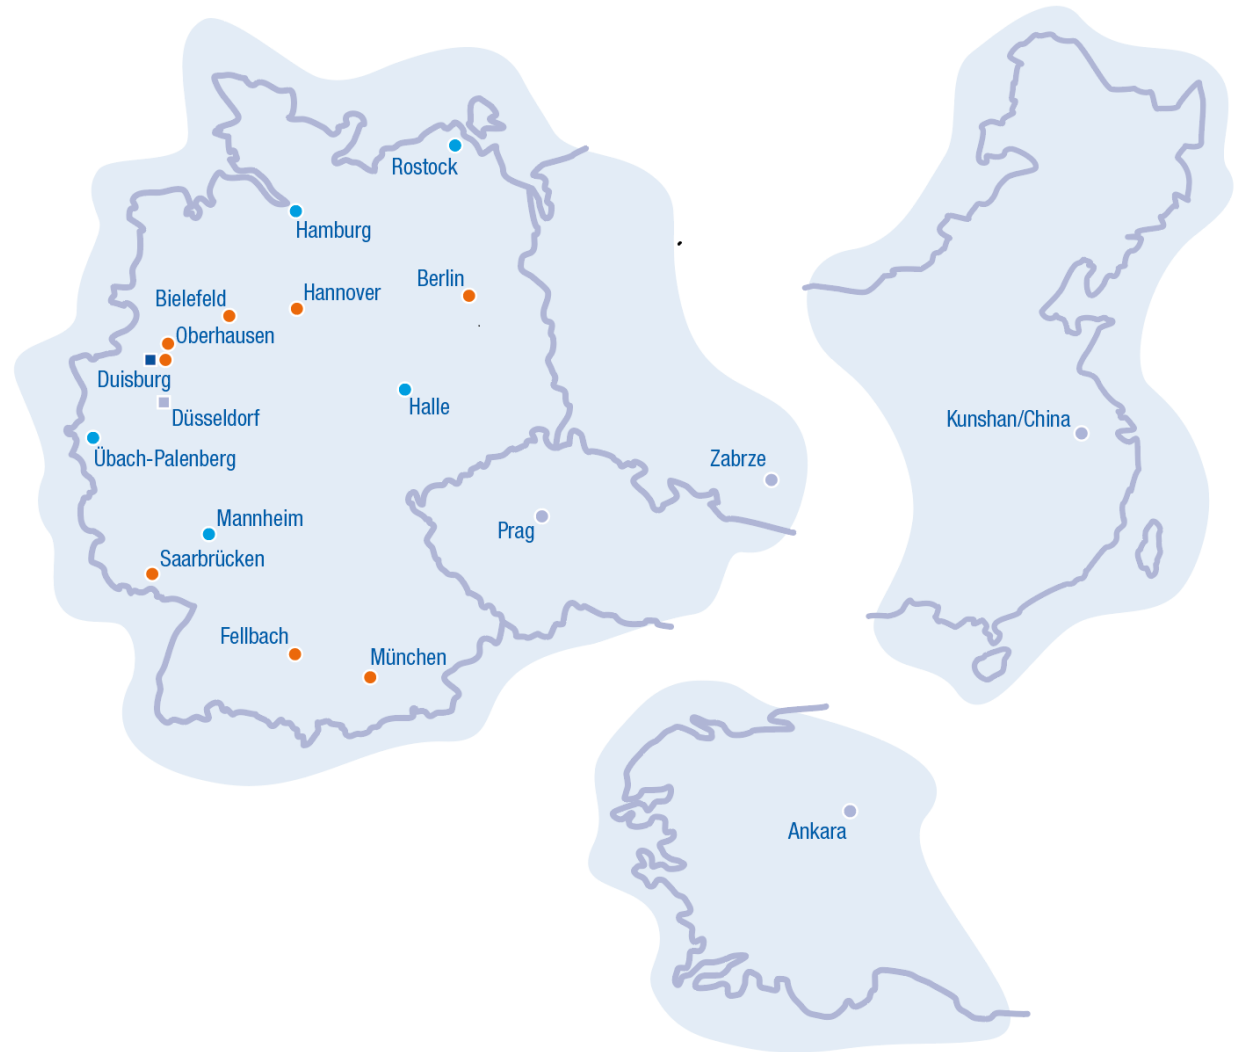 Rostock
Hamburg
Berlin
Hannover
Bielefeld
Oberhausen
Duisburg
Halle
Düsseldorf
Kunshan/China
Übach-Palenberg
Zabrze
Mannheim
Prag
Saarbrücken
Fellbach
München
Ankara